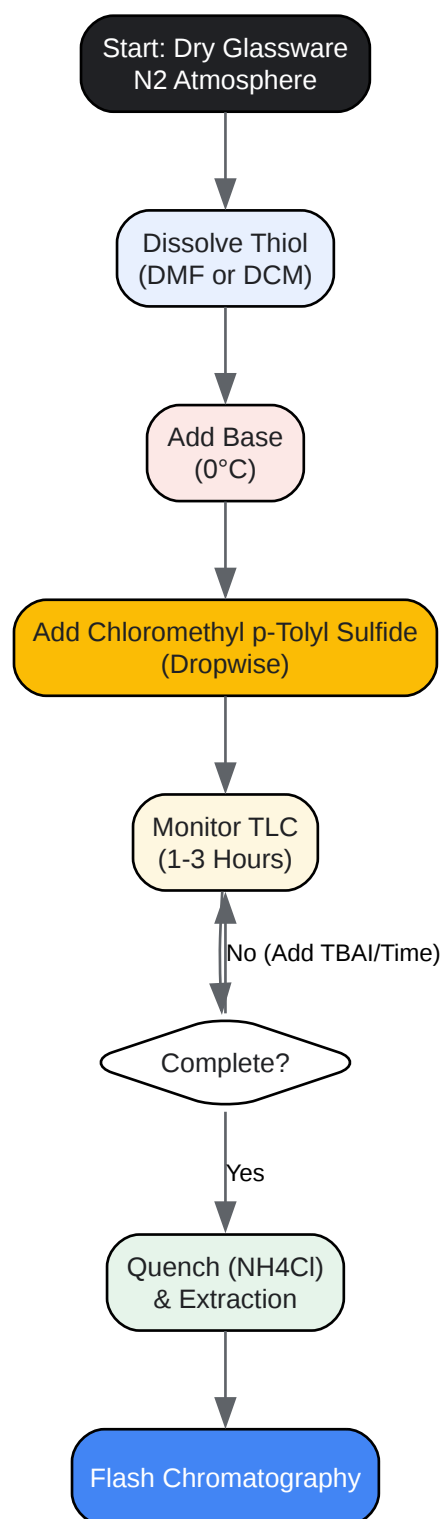 Start: Dry Glassware
N2 Atmosphere
Dissolve Thiol
(DMF or DCM)
Add Base
(0°C)
Add Chloromethyl p-Tolyl Sulfide
(Dropwise)
Monitor TLC
(1-3 Hours)
No (Add TBAI/Time)
Complete?
Yes
Quench (NH4Cl)
& Extraction
Flash Chromatography